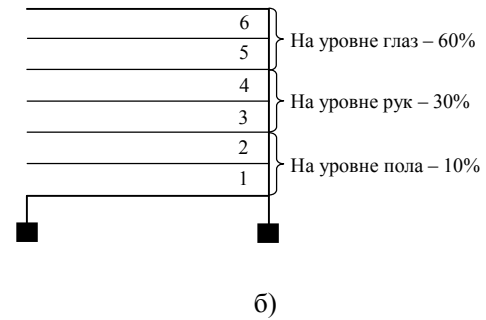 6
На уровне глаз – 60%
5
4
На уровне рук – 30%
3
2
На уровне пола – 10%
1
б)